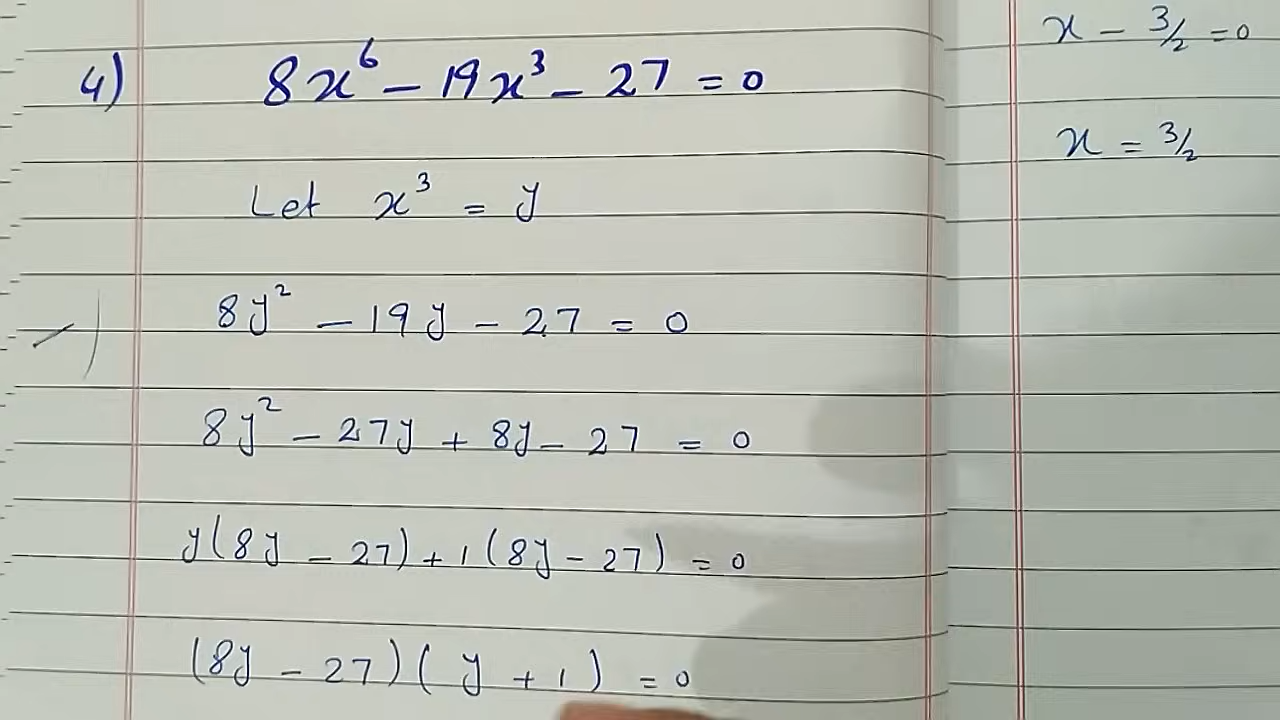 4) 8x⁶ - 19x³ - 27 = 0
Let x³ = y
8y² - 19y - 27 = 0
8y² - 27y + 8y - 27 = 0
y(8y - 27) + 1(8y - 27) = 0
(8y - 27)(y + 1) = 0
x - 3/2 = 0
x = 3/2